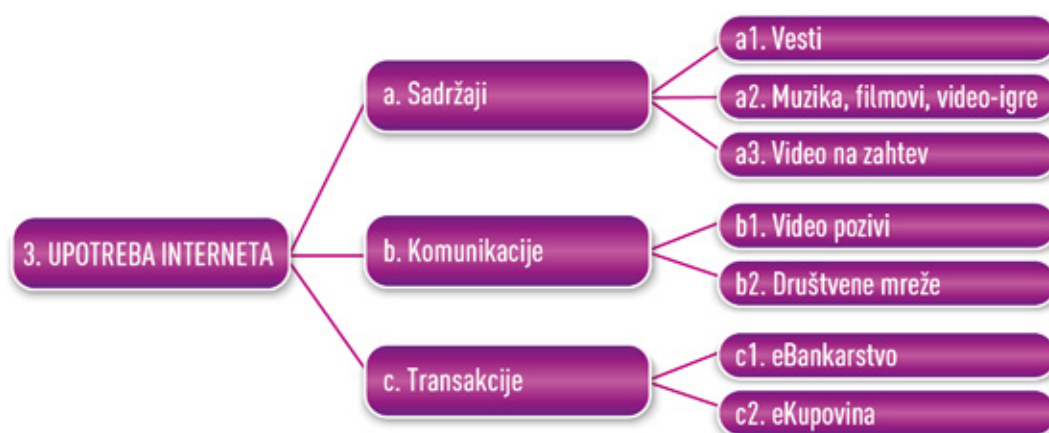 3. UPOTREBA INTERNETA
a. Sadržaji
a1. Vesti
a2. Muzika, filmovi, video-igre
a3. Video na zahtev
b. Komunikacije
b1. Video pozivi
b2. Društvene mreže
c. Transakcije
c1. eBankarstvo
c2. eKupovina